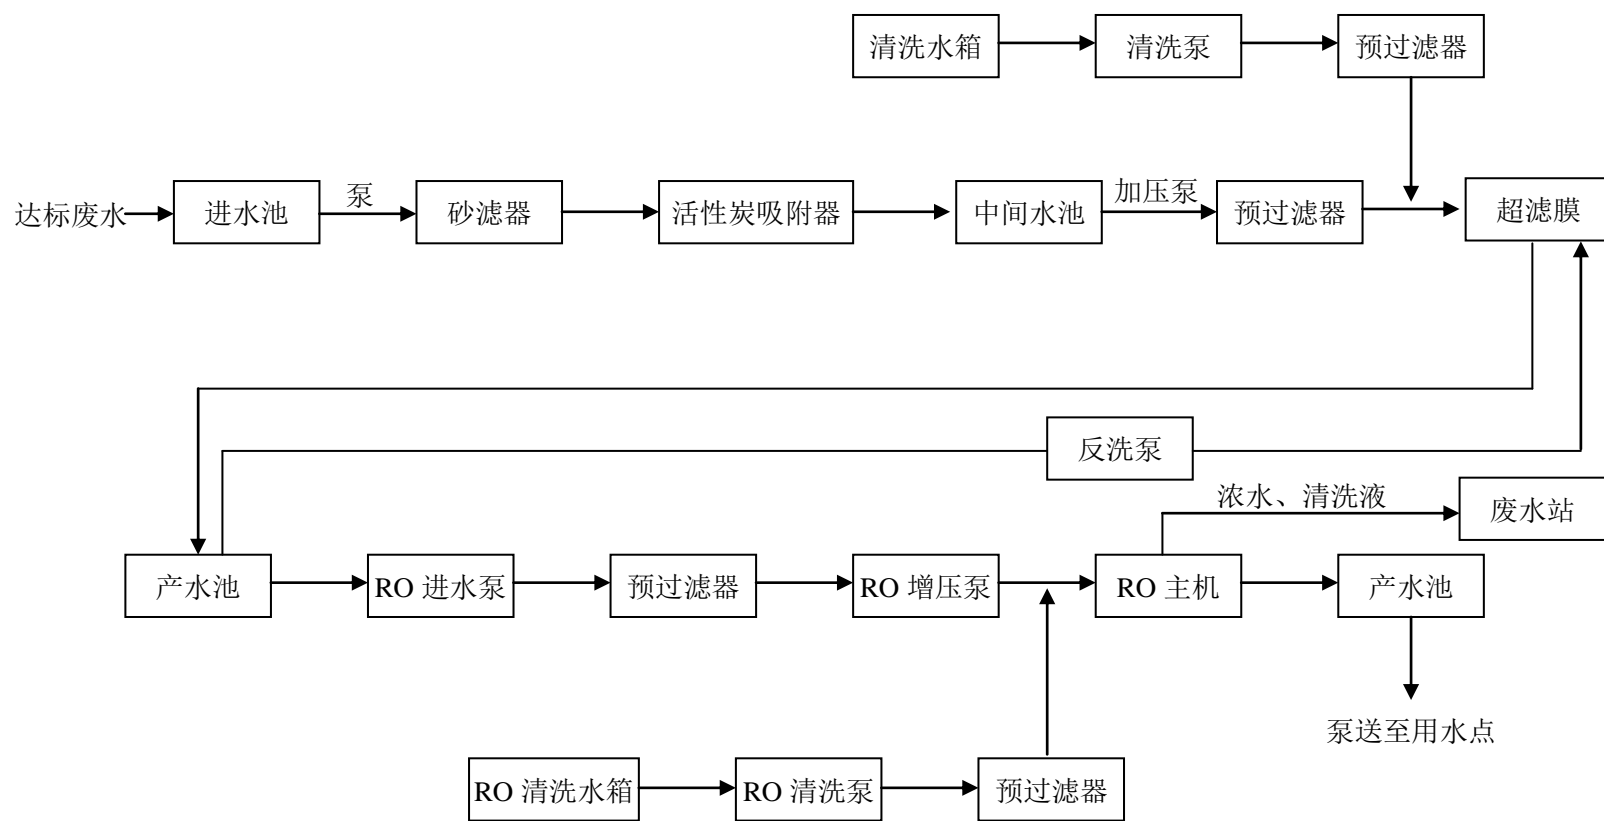 清洗水箱
清洗泵
预过滤器
达标废水
进水池
泵
砂滤器
活性炭吸附器
中间水池
加压泵
预过滤器
超滤膜
反洗泵
浓水、清洗液
废水站
产水池
RO 进水泵
预过滤器
RO 增压泵
RO 主机
产水池
泵送至用水点
RO 清洗水箱
RO 清洗泵
预过滤器